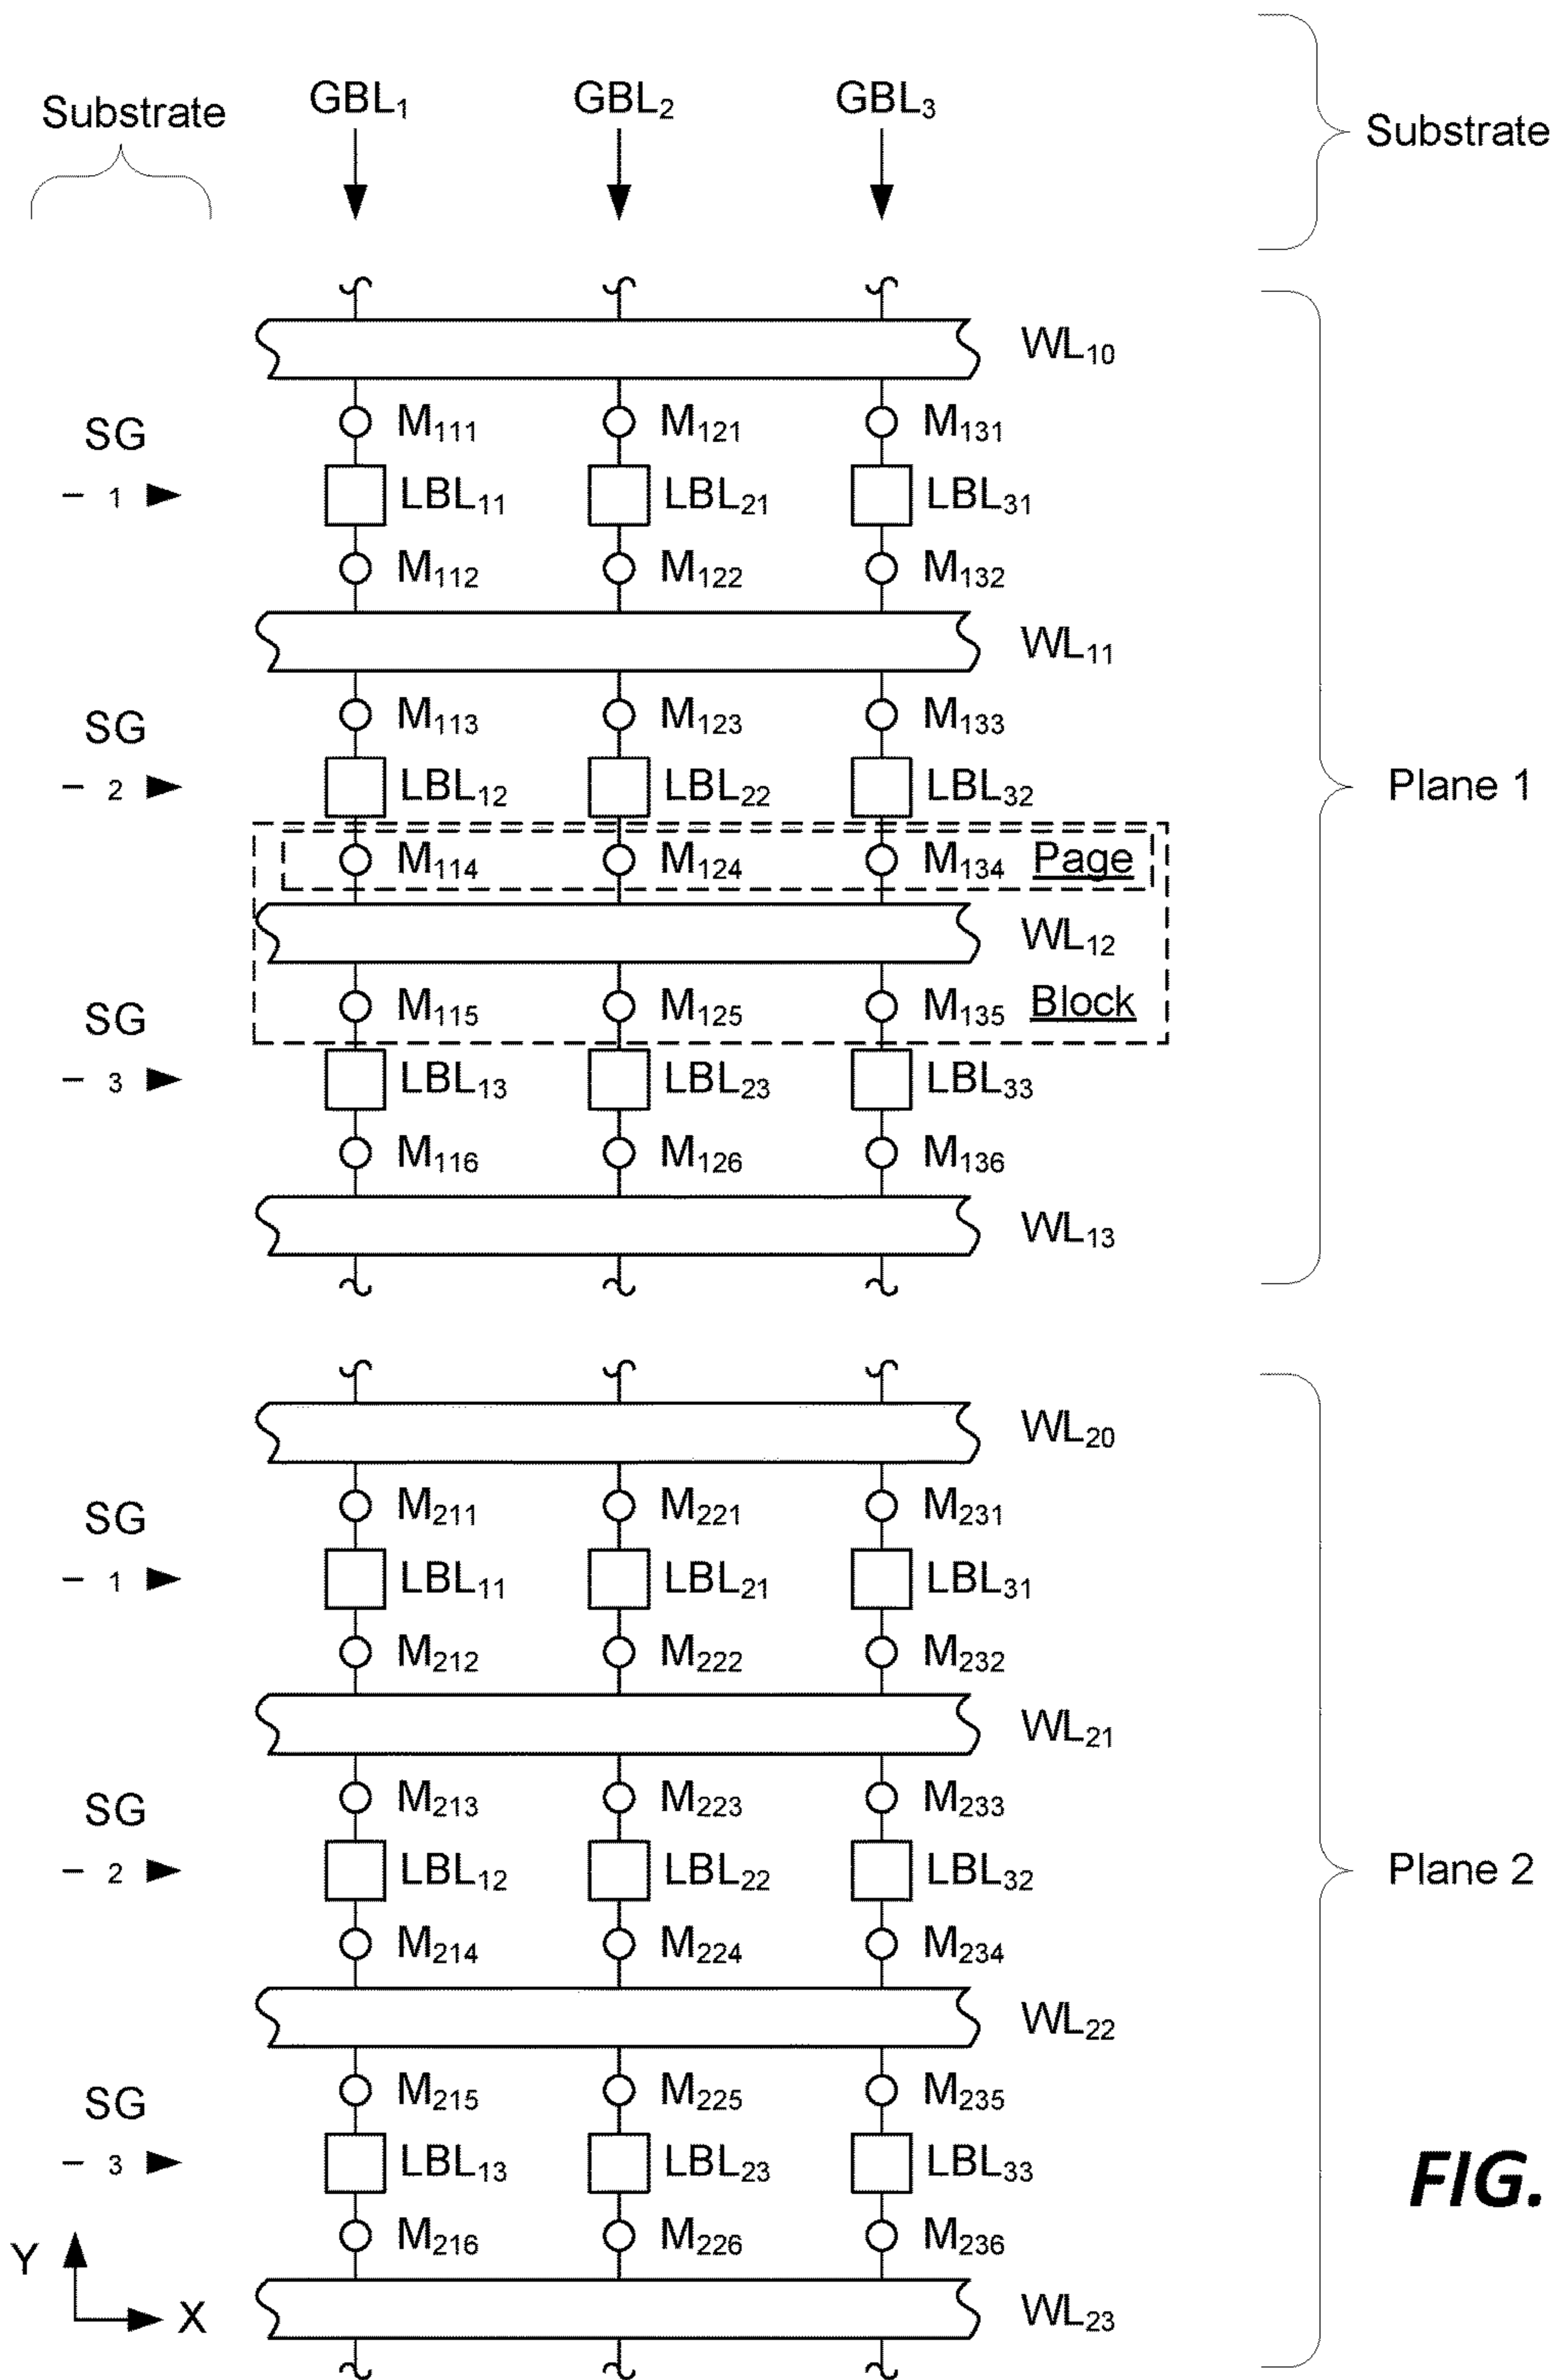 GBL₁ GBL₂ GBL₃
Substrate Substrate
WL₁₀
SG M₁₁₁ M₁₂₁ M₁₃₁
– 1 LBL₁₁ LBL₂₁ LBL₃₁
M₁₁₂ M₁₂₂ M₁₃₂
WL₁₁
SG M₁₁₃ M₁₂₃ M₁₃₃
– 2 LBL₁₂ LBL₂₂ LBL₃₂ Plane 1
M₁₁₄ M₁₂₄ M₁₃₄ Page
WL₁₂
SG M₁₁₅ M₁₂₅ M₁₃₅ Block
– 3 LBL₁₃ LBL₂₃ LBL₃₃
M₁₁₆ M₁₂₆ M₁₃₆
WL₁₃
WL₂₀
SG M₂₁₁ M₂₂₁ M₂₃₁
– 1 LBL₁₁ LBL₂₁ LBL₃₁
M₂₁₂ M₂₂₂ M₂₃₂
WL₂₁
SG M₂₁₃ M₂₂₃ M₂₃₃
– 2 LBL₁₂ LBL₂₂ LBL₃₂ Plane 2
M₂₁₄ M₂₂₄ M₂₃₄
WL₂₂
SG M₂₁₅ M₂₂₅ M₂₃₅
– 3 LBL₁₃ LBL₂₃ LBL₃₃ FIG.
M₂₁₆ M₂₂₆ M₂₃₆
Y
X WL₂₃